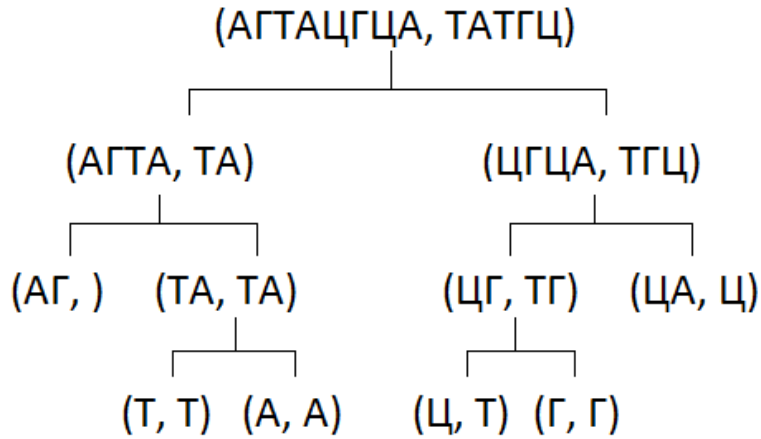 (АГТАЦГЦА, ТАТГЦ)
(АГТА, ТА) (ЦГЦА, ТГЦ)
(АГ, ) (ТА, ТА) (ЦГ, ТГ) (ЦА, Ц)
(Т, Т) (А, А) (Ц, Т) (Г, Г)